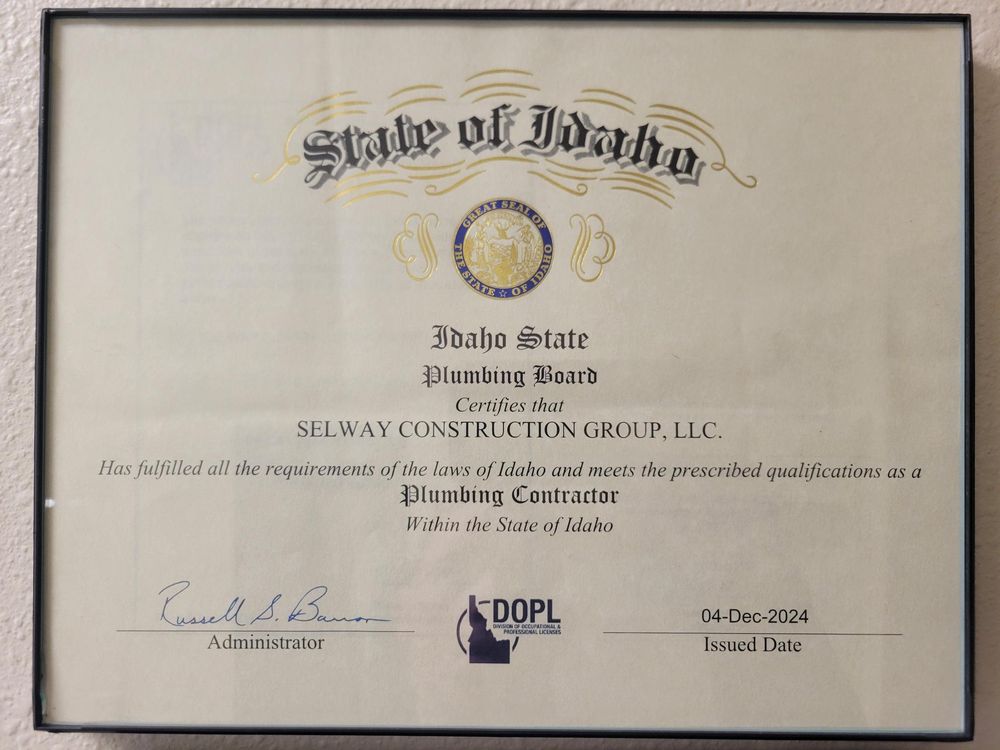 State of Idaho
GREAT SEAL OF THE STATE OF IDAHO
Idaho State
Plumbing Board
Certifies that
SELWAY CONSTRUCTION GROUP, LLC.
Has fulfilled all the requirements of the laws of Idaho and meets the prescribed qualifications as a
Plumbing Contractor
Within the State of Idaho
Russell S. Barron
Administrator
DOPL
DIVISION OF OCCUPATIONAL &
PROFESSIONAL LICENSES
04-Dec-2024
Issued Date